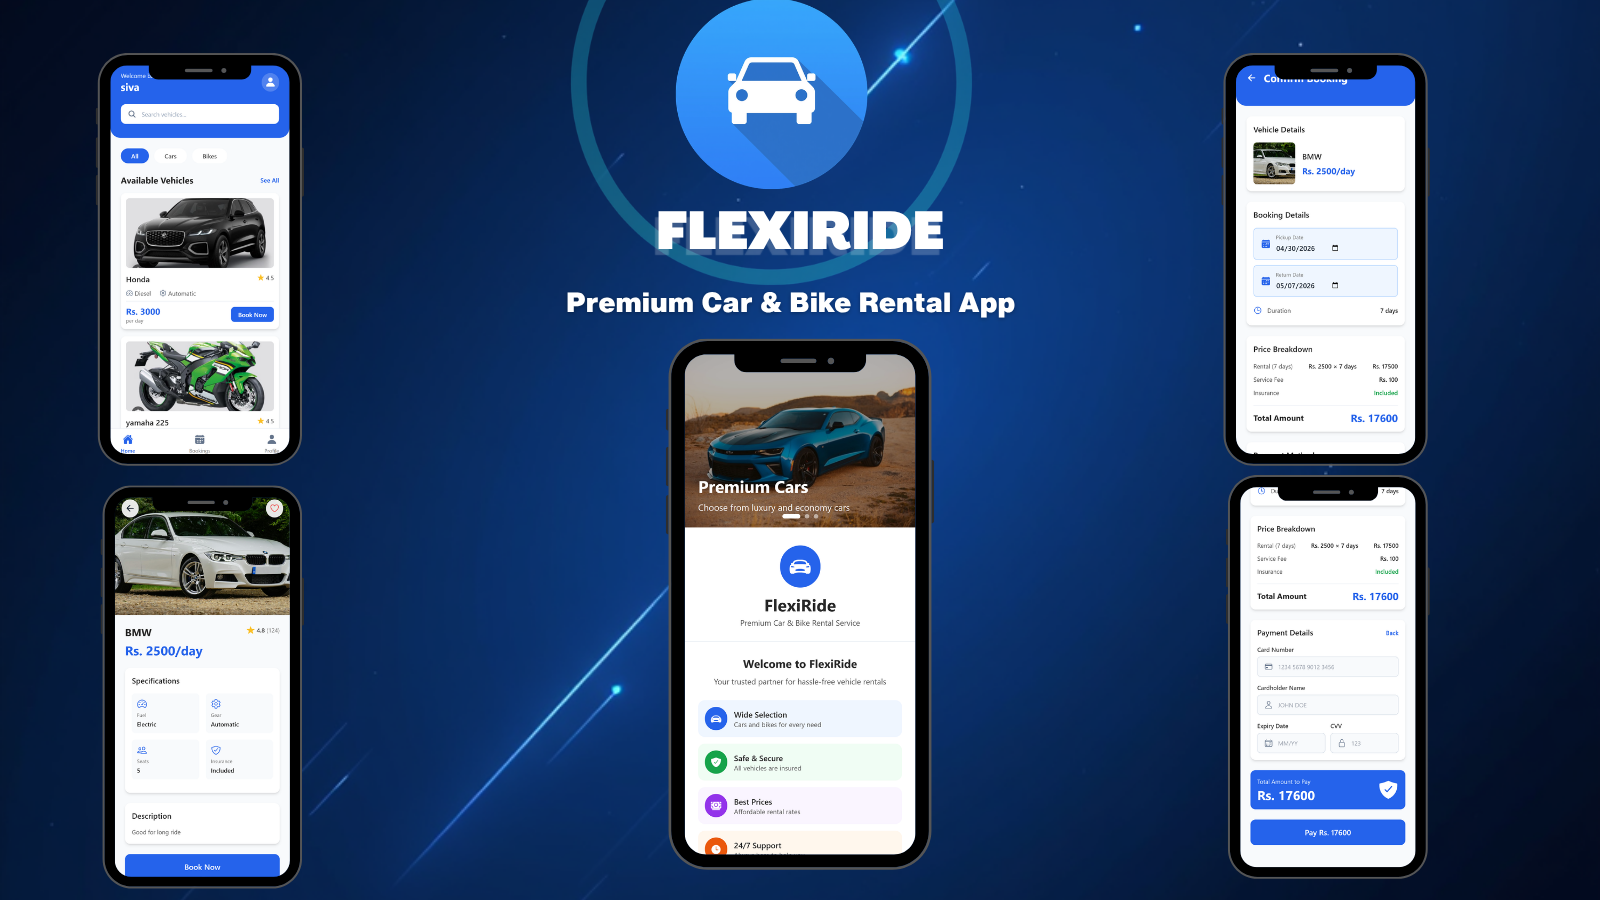 FLEXIRIDE
Premium Car & Bike Rental App
Welcome
siva
Search vehicles...
All Cars Bikes
Available Vehicles See All
Honda 4.5
Diesel Automatic
Rs. 3000
per day
Book Now
yamaha 225 4.5
Home Bookings Profile
BMW 4.8 (124)
Rs. 2500/day
Specifications
Fuel Gear
Electric Automatic
Seats Insurance
5 Included
Description
Good for long ride
Book Now
Premium Cars
Choose from luxury and economy cars
FlexiRide
Premium Car & Bike Rental Service
Welcome to FlexiRide
Your trusted partner for hassle-free vehicle rentals
Wide Selection
Cars and bikes for every need
Safe & Secure
All vehicles are insured
Best Prices
Affordable rental rates
24/7 Support
Confirm Booking
Vehicle Details
BMW
Rs. 2500/day
Booking Details
Pickup Date
04/30/2026
Return Date
05/07/2026
Duration 7 days
Price Breakdown
Rental (7 days) Rs. 2500 × 7 days Rs. 17500
Service Fee Rs. 100
Insurance Included
Total Amount Rs. 17600
7 days
Price Breakdown
Rental (7 days) Rs. 2500 × 7 days Rs. 17500
Service Fee Rs. 100
Insurance Included
Total Amount Rs. 17600
Payment Details Back
Card Number
1234 5678 9012 3456
Cardholder Name
JOHN DOE
Expiry Date CVV
MM/YY 123
Total Amount to Pay
Rs. 17600
Pay Rs. 17600